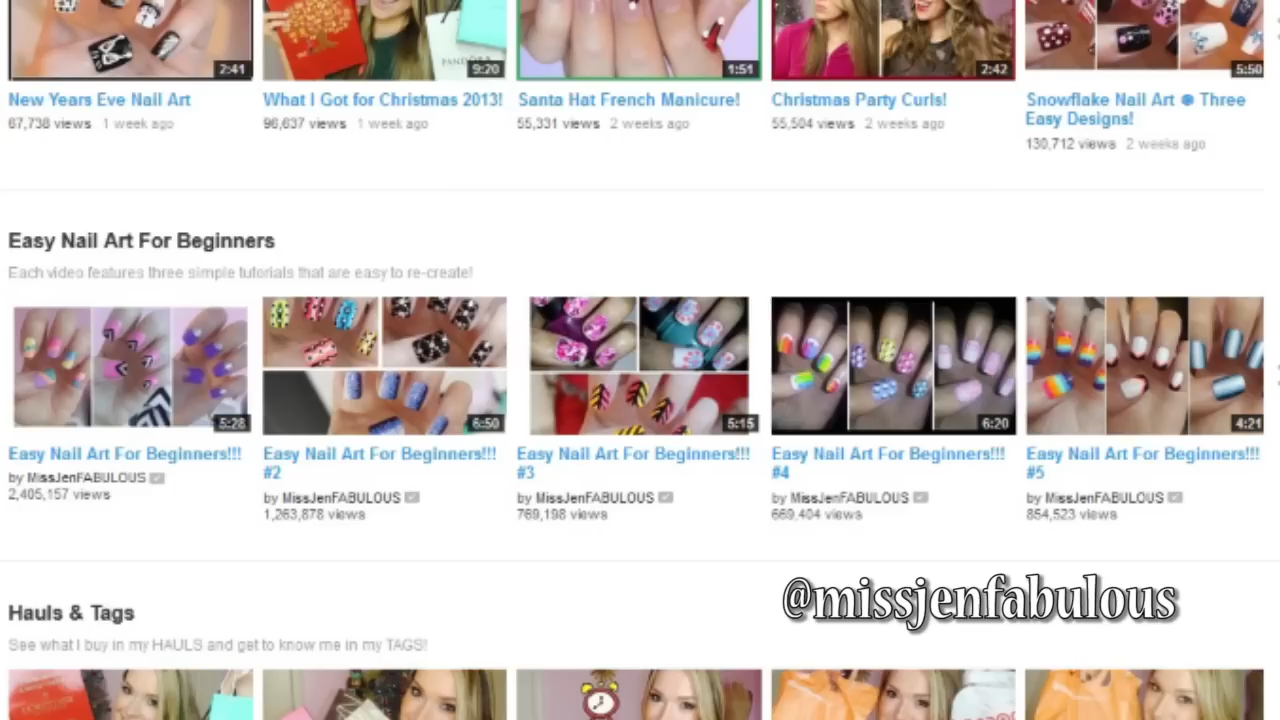 2:41
9:20
1:51
2:42
5:50
PANDORA
New Years Eve Nail Art
67,738 views 1 week ago
What I Got for Christmas 2013!
96,637 views 1 week ago
Santa Hat French Manicure!
55,331 views 2 weeks ago
Christmas Party Curls!
55,504 views 2 weeks ago
Snowflake Nail Art ❅ Three
Easy Designs!
130,712 views 2 weeks ago
Easy Nail Art For Beginners
Each video features three simple tutorials that are easy to re-create!
5:28
6:50
5:15
6:20
4:21
Easy Nail Art For Beginners!!!
by MissJenFABULOUS
2,405,157 views
Easy Nail Art For Beginners!!!
#2
by MissJenFABULOUS
1,263,878 views
Easy Nail Art For Beginners!!!
#3
by MissJenFABULOUS
769,198 views
Easy Nail Art For Beginners!!!
#4
by MissJenFABULOUS
669,404 views
Easy Nail Art For Beginners!!!
#5
by MissJenFABULOUS
854,523 views
@missjenfabulous
Hauls & Tags
See what I buy in my HAULS and get to know me in my TAGS!